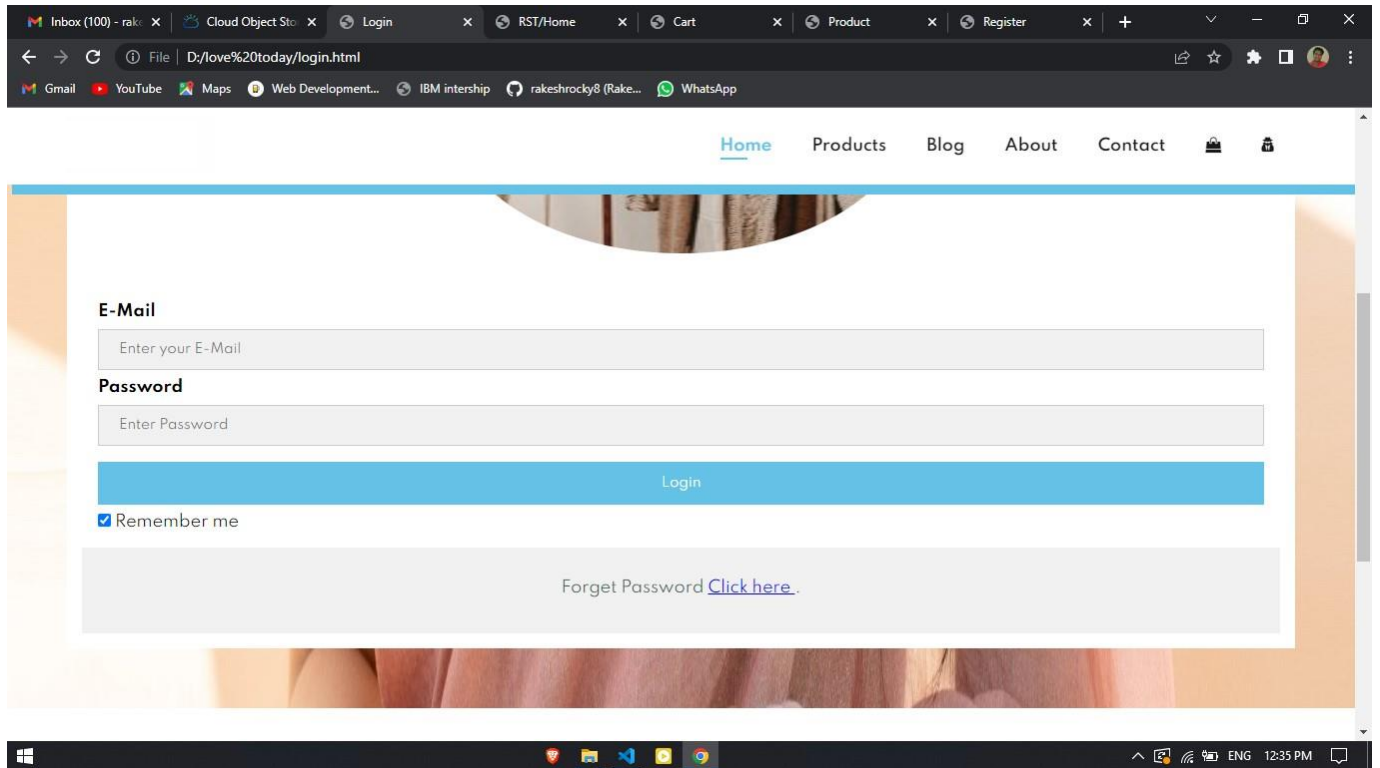 Inbox (100) - rake Cloud Object Sto Login RST/Home Cart Product Register
File D:/love%20today/login.html
Gmail YouTube Maps Web Development... IBM intership rakeshrocky8 (Rake... WhatsApp
Home Products Blog About Contact
E-Mail
Enter your E-Mail
Password
Enter Password
Login
Remember me
Forget Password Click here .
ENG 12:35 PM